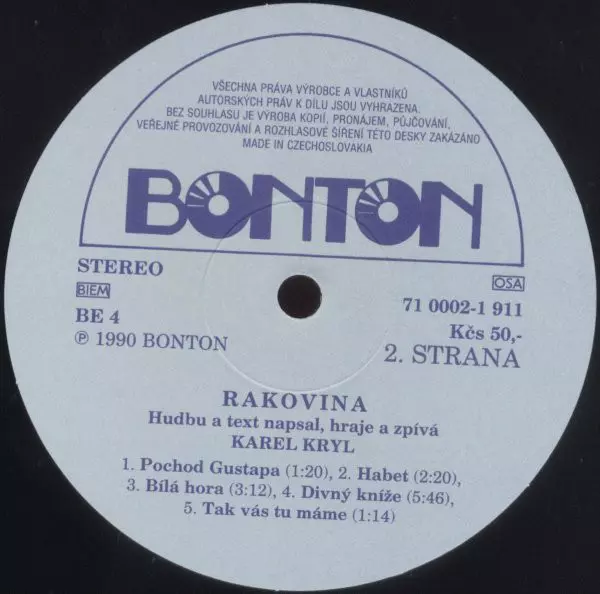 VŠECHNA PRÁVA VÝROBCE A VLASTNÍKŮ
AUTORSKÝCH PRÁV K DÍLU JSOU VYHRAZENA.
BEZ SOUHLASU JE VÝROBA KOPIÍ, PRONÁJEM, PŮJČOVÁNÍ,
VEŘEJNÉ PROVOZOVÁNÍ A ROZHLASOVÉ ŠÍŘENÍ TÉTO DESKY ZAKÁZÁNO
MADE IN CZECHOSLOVAKIA
BONTON
STEREO
OSA
BIEM
71 0002-1 911
BE 4
Kčs 50,-
℗ 1990 BONTON
2. STRANA
RAKOVINA
Hudbu a text napsal, hraje a zpívá
KAREL KRYL
1. Pochod Gustapa (1:20), 2. Habet (2:20),
3. Bílá hora (3:12), 4. Divný kníže (5:46),
5. Tak vás tu máme (1:14)